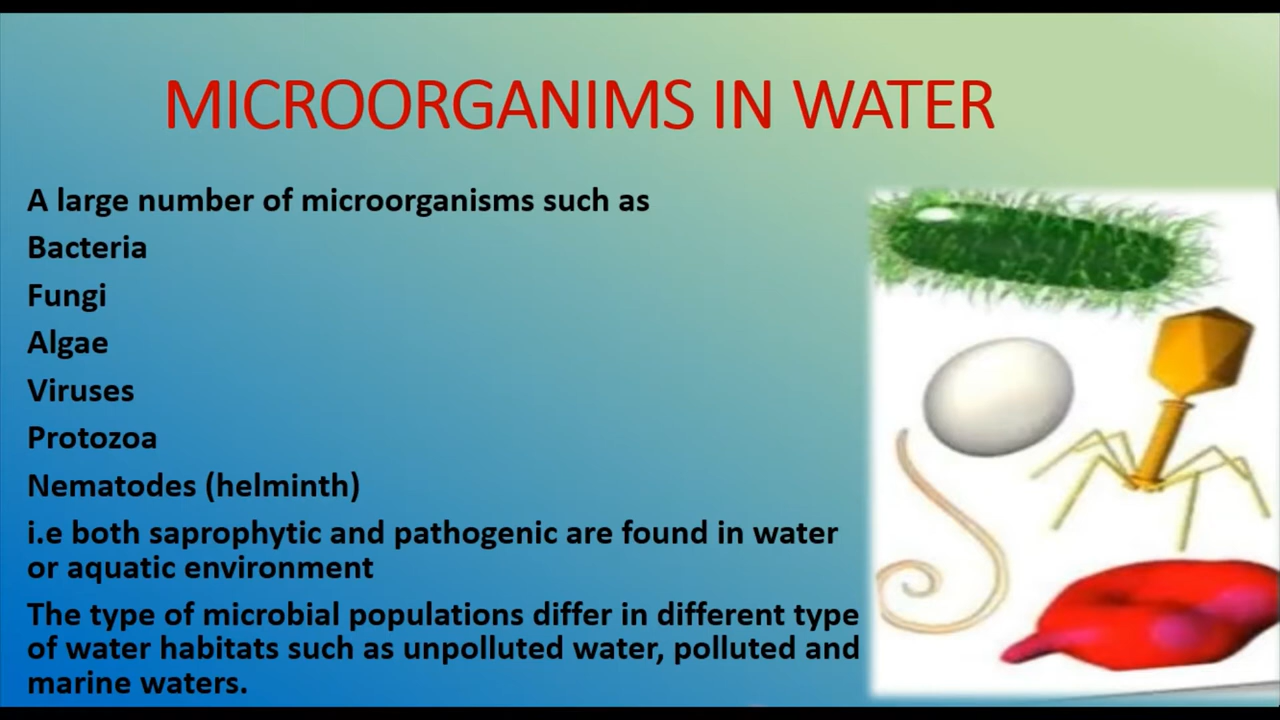 MICROORGANIMS IN WATER
A large number of microorganisms such as
Bacteria
Fungi
Algae
Viruses
Protozoa
Nematodes (helminth)
i.e both saprophytic and pathogenic are found in water
or aquatic environment
The type of microbial populations differ in different type
of water habitats such as unpolluted water, polluted and
marine waters.